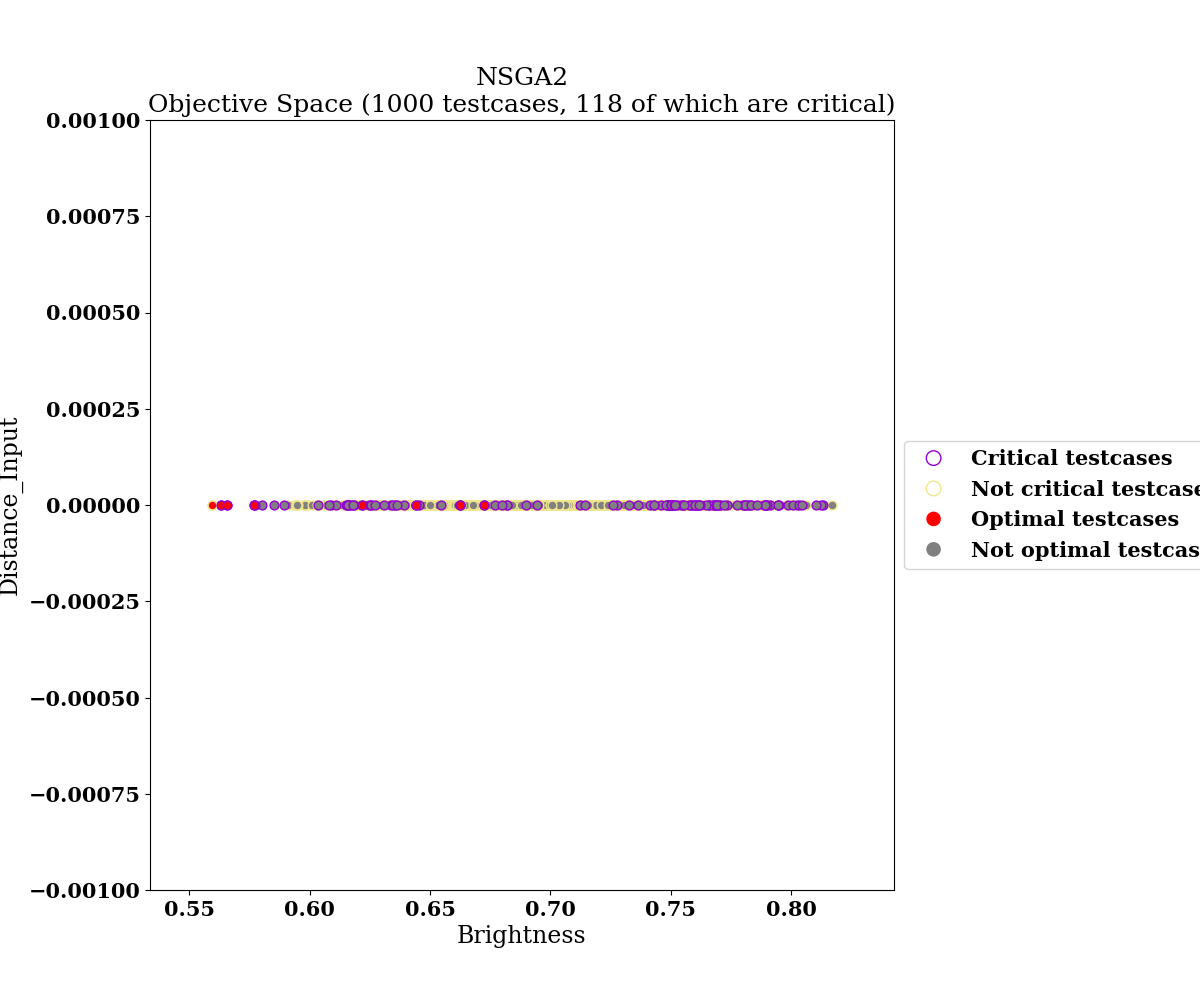 NSGA2
Objective Space (1000 testcases, 118 of which are critical)
0.00100
0.00075
0.00050
0.00025
0.00000
−0.00025
−0.00050
−0.00075
−0.00100
Distance_Input
0.55 0.60 0.65 0.70 0.75 0.80
Brightness
Critical testcases
Not critical testcase
Optimal testcases
Not optimal testcas